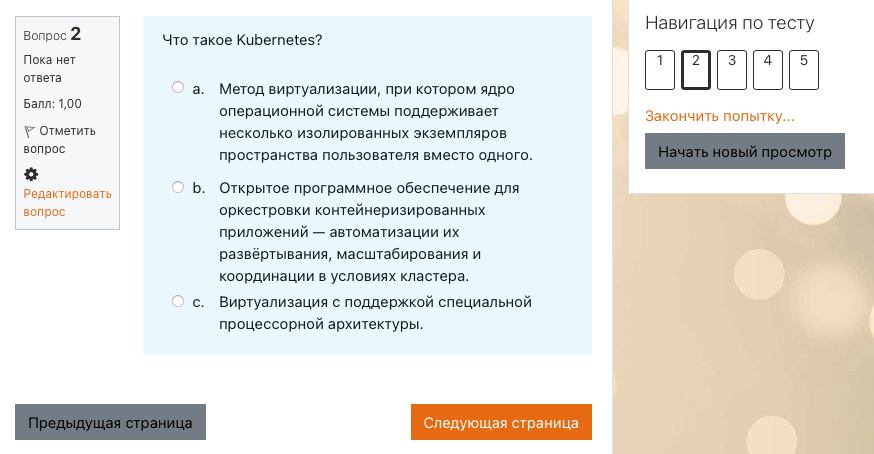 Вопрос 2
Пока нет
ответа
Балл: 1,00
Отметить
вопрос
Редактировать
вопрос
Что такое Kubernetes?
a. Метод виртуализации, при котором ядро
операционной системы поддерживает
несколько изолированных экземпляров
пространства пользователя вместо одного.
b. Открытое программное обеспечение для
оркестровки контейнеризированных
приложений — автоматизации их
развёртывания, масштабирования и
координации в условиях кластера.
c. Виртуализация с поддержкой специальной
процессорной архитектуры.
Предыдущая страница
Следующая страница
Навигация по тесту
1 2 3 4 5
Закончить попытку...
Начать новый просмотр